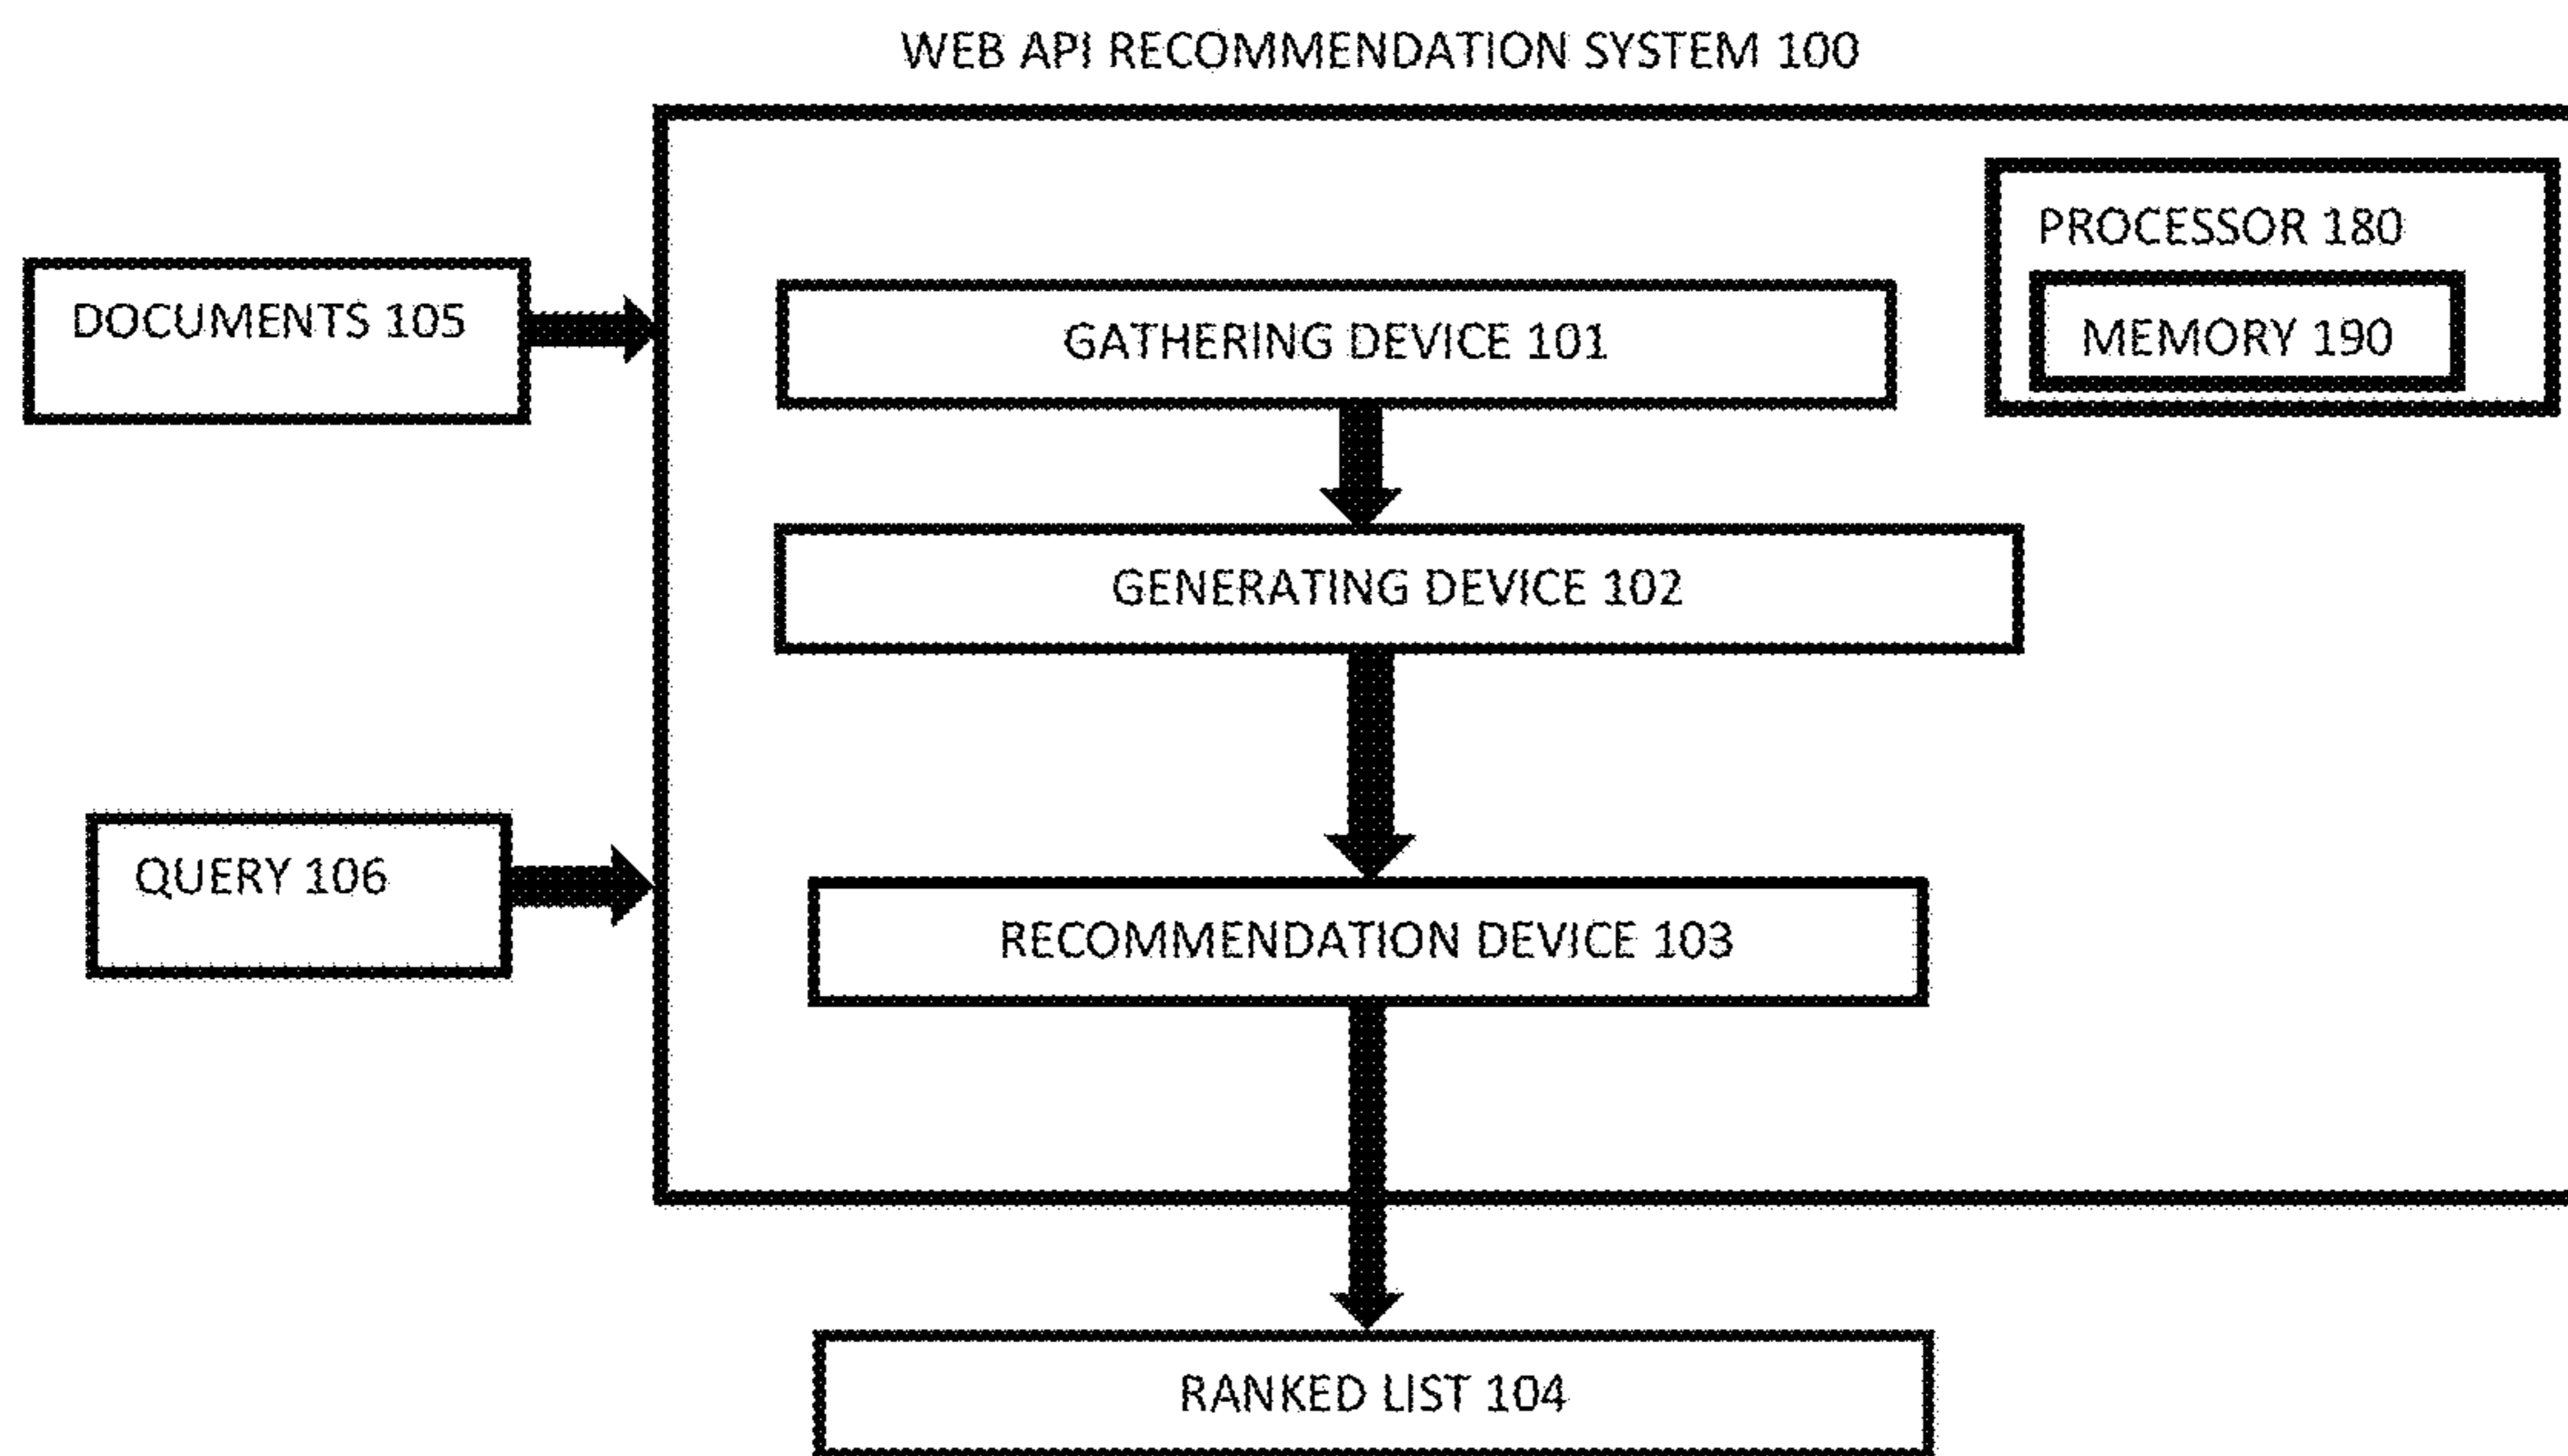 WEB API RECOMMENDATION SYSTEM 100
PROCESSOR 180
MEMORY 190
DOCUMENTS 105
GATHERING DEVICE 101
GENERATING DEVICE 102
QUERY 106
RECOMMENDATION DEVICE 103
RANKED LIST 104